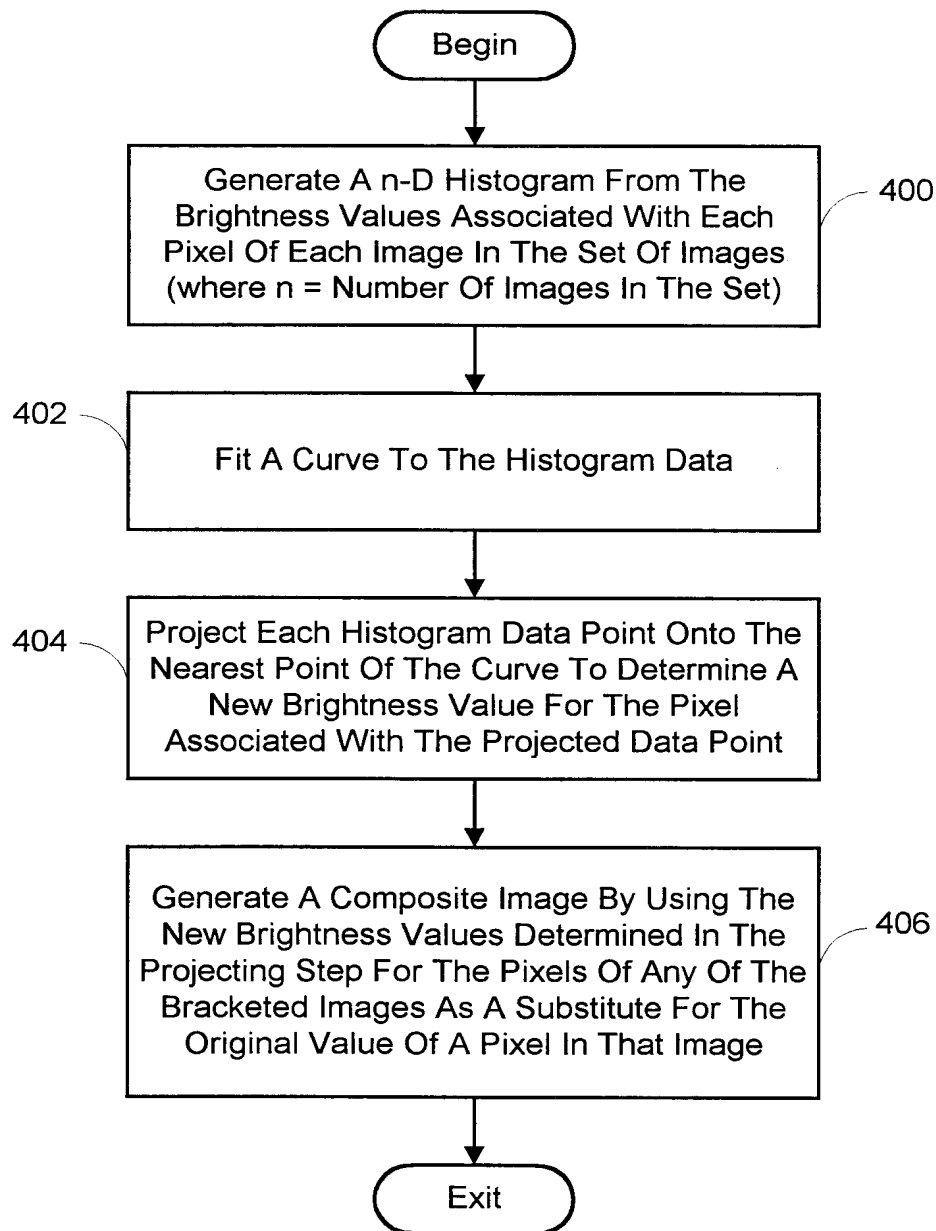 Begin
Generate A n-D Histogram From The
Brightness Values Associated With Each
Pixel Of Each Image In The Set Of Images
(where n = Number Of Images In The Set)
400
402
Fit A Curve To The Histogram Data
404
Project Each Histogram Data Point Onto The
Nearest Point Of The Curve To Determine A
New Brightness Value For The Pixel
Associated With The Projected Data Point
Generate A Composite Image By Using The
New Brightness Values Determined In The
Projecting Step For The Pixels Of Any Of The
Bracketed Images As A Substitute For The
Original Value Of A Pixel In That Image
406
Exit